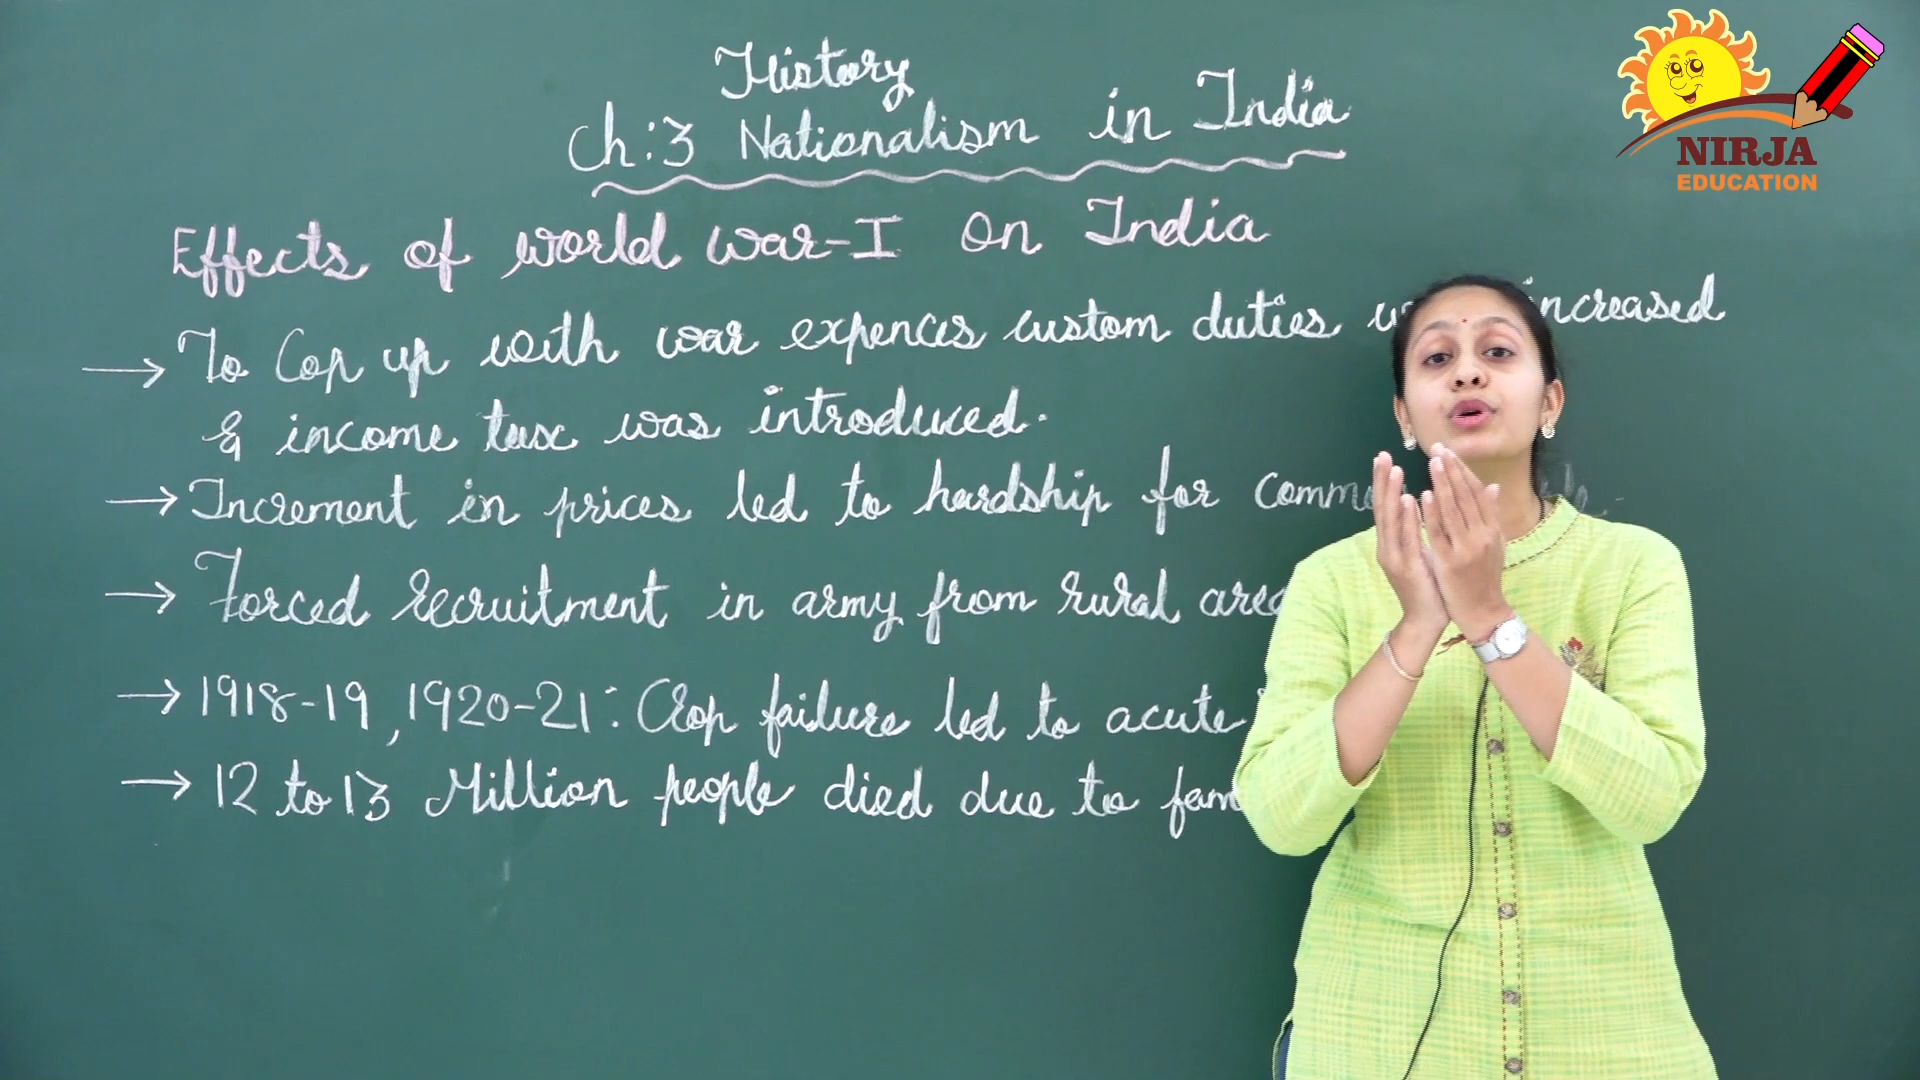 History
Ch:3 Nationalism in India
Effects of world war-I On India
→ To Cop up with war expences custom duties increased
& income tax was introduced.
→ Increment in prices led to hardship for
→ Forced recruitment in army from rural
→ 1918-19, 1920-21: Crop failure led to acute
→ 12 to 13 Million people died due to
NIRJA
EDUCATION